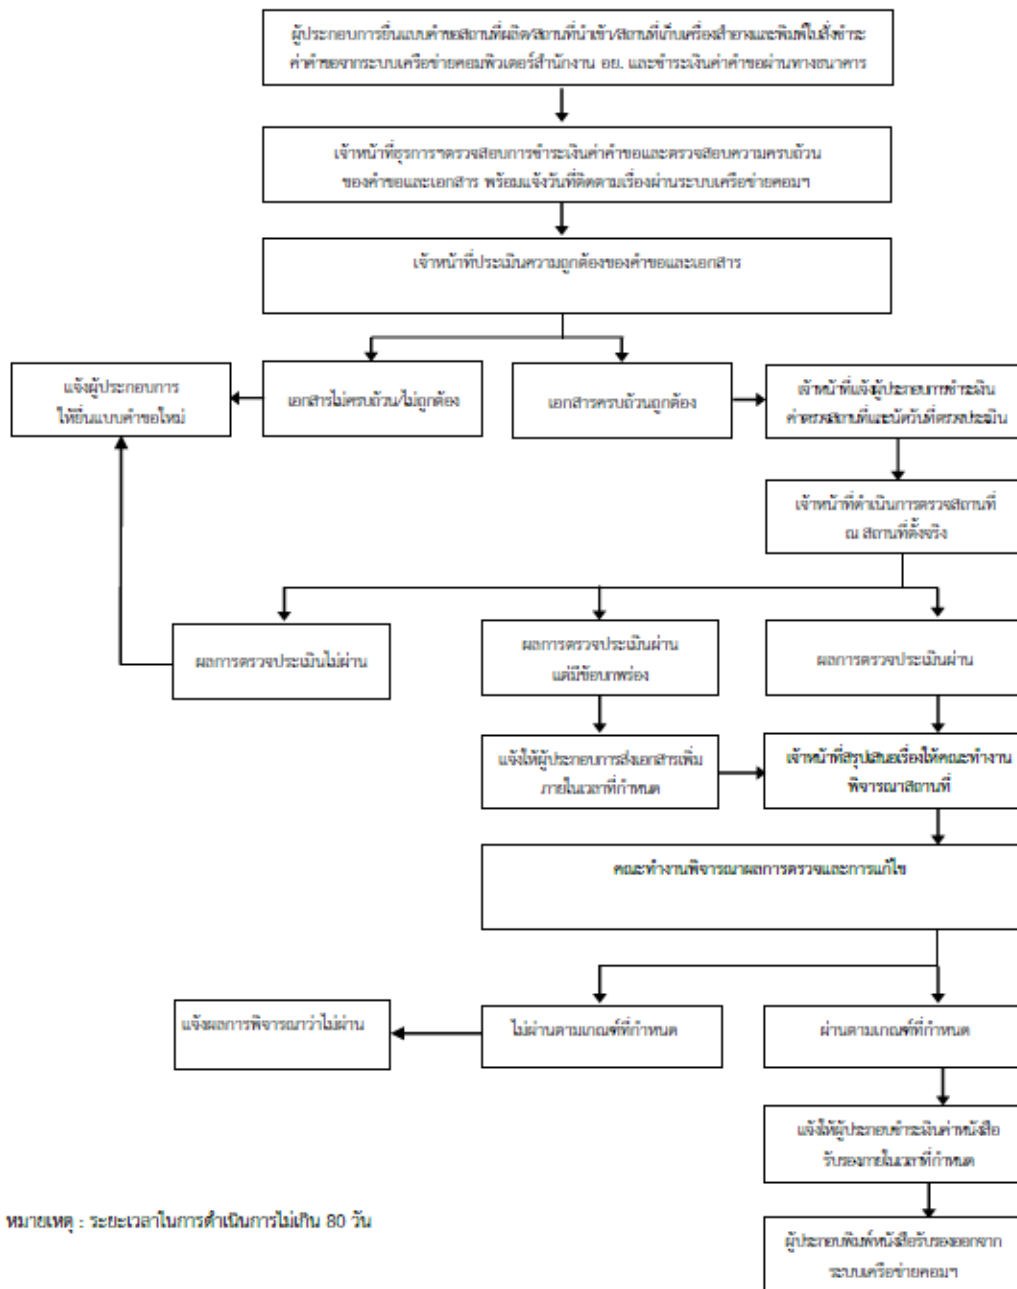 ผู้ประกอบการยื่นแบบคำขอสถานที่ผลิต/สถานที่นำเข้า/สถานที่เก็บเครื่องสำอางและพิมพ์ใบสั่งชำระ
ค่าคำขอจากระบบเครือข่ายคอมพิวเตอร์สำนักงาน อย. และชำระเงินค่าคำขอผ่านทางธนาคาร
เจ้าหน้าที่ธุรการฯตรวจสอบการชำระเงินค่าคำขอและตรวจสอบความครบถ้วน
ของคำขอและเอกสาร พร้อมแจ้งวันที่ติดตามเรื่องผ่านระบบเครือข่ายคอมฯ
เจ้าหน้าที่ประเมินความถูกต้องของคำขอและเอกสาร
แจ้งผู้ประกอบการ
ให้ยื่นแบบคำขอใหม่
เอกสารไม่ครบถ้วน/ไม่ถูกต้อง
เอกสารครบถ้วนถูกต้อง
เจ้าหน้าที่แจ้งผู้ประกอบการชำระเงิน
ค่าตรวจสถานที่และนัดวันที่ตรวจประเมิน
เจ้าหน้าที่ดำเนินการตรวจสถานที่
ณ สถานที่ตั้งจริง
ผลการตรวจประเมินไม่ผ่าน
ผลการตรวจประเมินผ่าน
แต่มีข้อบกพร่อง
ผลการตรวจประเมินผ่าน
แจ้งให้ผู้ประกอบการส่งเอกสารเพิ่ม
ภายในเวลาที่กำหนด
เจ้าหน้าที่สรุปเสนอเรื่องให้คณะทำงาน
พิจารณาสถานที่
คณะทำงานพิจารณาผลการตรวจและการแก้ไข
แจ้งผลการพิจารณาว่าไม่ผ่าน
ไม่ผ่านตามเกณฑ์ที่กำหนด
ผ่านตามเกณฑ์ที่กำหนด
แจ้งให้ผู้ประกอบชำระเงินค่าหนังสือ
รับรองภายในเวลาที่กำหนด
หมายเหตุ : ระยะเวลาในการดำเนินการไม่เกิน 80 วัน
ผู้ประกอบพิมพ์หนังสือรับรองออกจาก
ระบบเครือข่ายคอมฯ